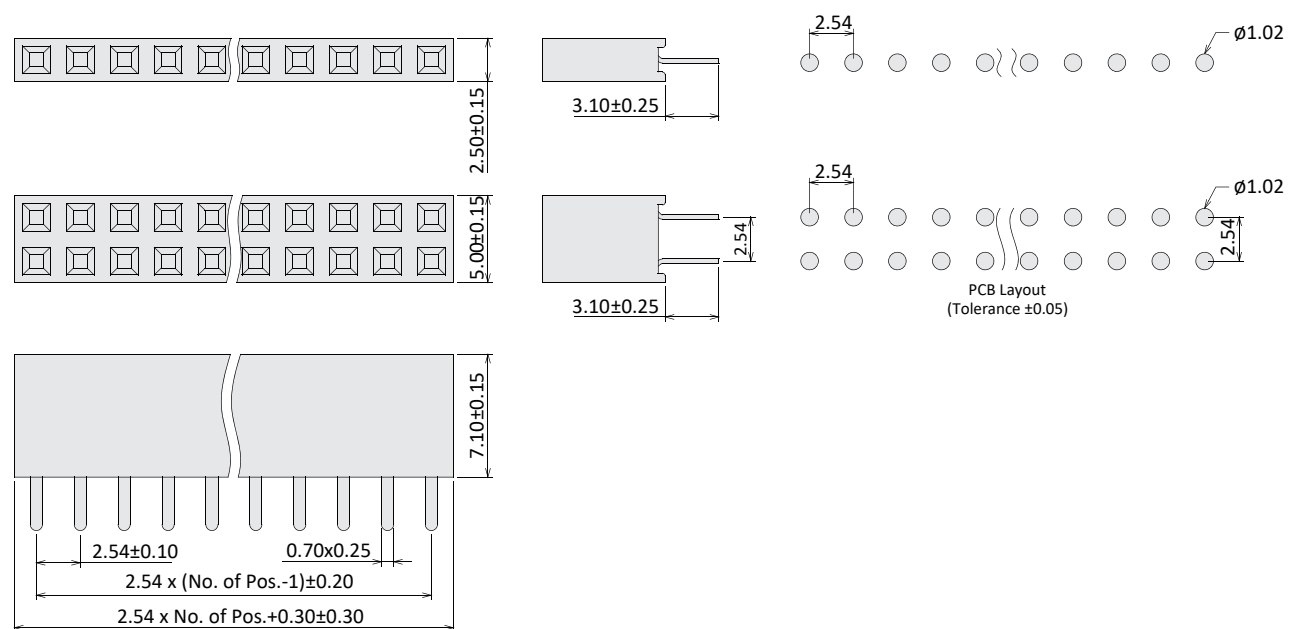 2.54
Ø1.02
2.50±0.15
3.10±0.25
2.54
Ø1.02
5.00±0.15
2.54
2.54
3.10±0.25
PCB Layout
(Tolerance ±0.05)
7.10±0.15
2.54±0.10
0.70x0.25
2.54 x (No. of Pos.-1)±0.20
2.54 x No. of Pos.+0.30±0.30